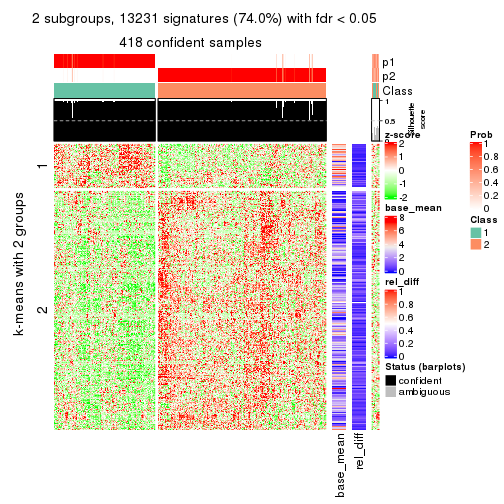 2 subgroups, 13231 signatures (74.0%) with fdr < 0.05
418 confident samples
p1
p2
Class
1
0.5
0
Silhouette
score
k-means with 2 groups
1
2
base_mean
rel_diff
z-score
2
1
0
-1
-2
base_mean
8
6
4
2
0
rel_diff
1
0.8
0.6
0.4
0.2
0
Status (barplots)
confident
ambiguous
Prob
1
0.8
0.6
0.4
0.2
0
Class
1
2